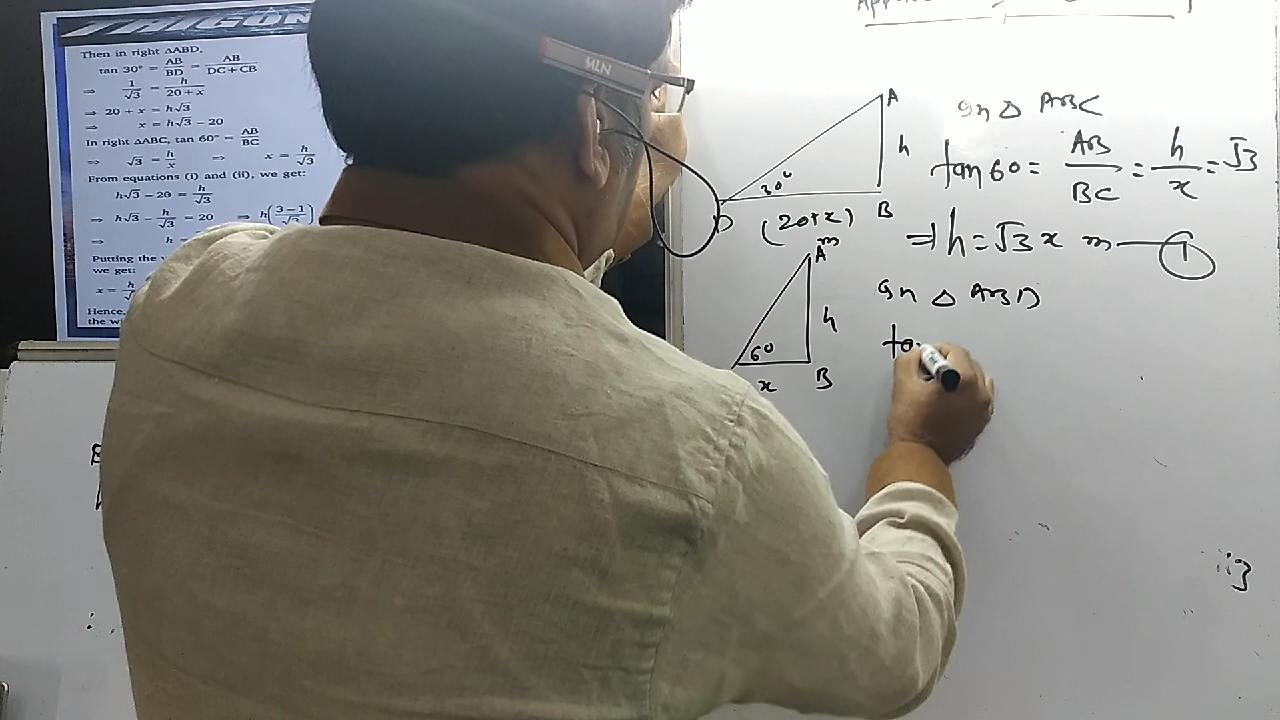 TRIGON
Then in right ΔABD,
tan 30° = AB/BD = AB/DC+CB
⇒ 1/√3 = h/20+x
⇒ 20 + x = h√3
⇒ x = h√3 − 20
In right ΔABC, tan 60° = AB/BC
⇒ √3 = h/x ⇒ x = h/√3
From equations (i) and (ii), we get:
h√3 − 20 = h/√3
⇒ h√3 − h/√3 = 20 ⇒ h(3−1/√3)
⇒ h =
Putting the
we get:
x = h/
Hence,
the w
MLN
A
h
30°
D
B
(20+x)
m
A
h
60
x
B
In Δ ABC
tan 60 = AB/BC = h/x = √3
⇒ h = √3 x m — 1
In Δ ABD
ta